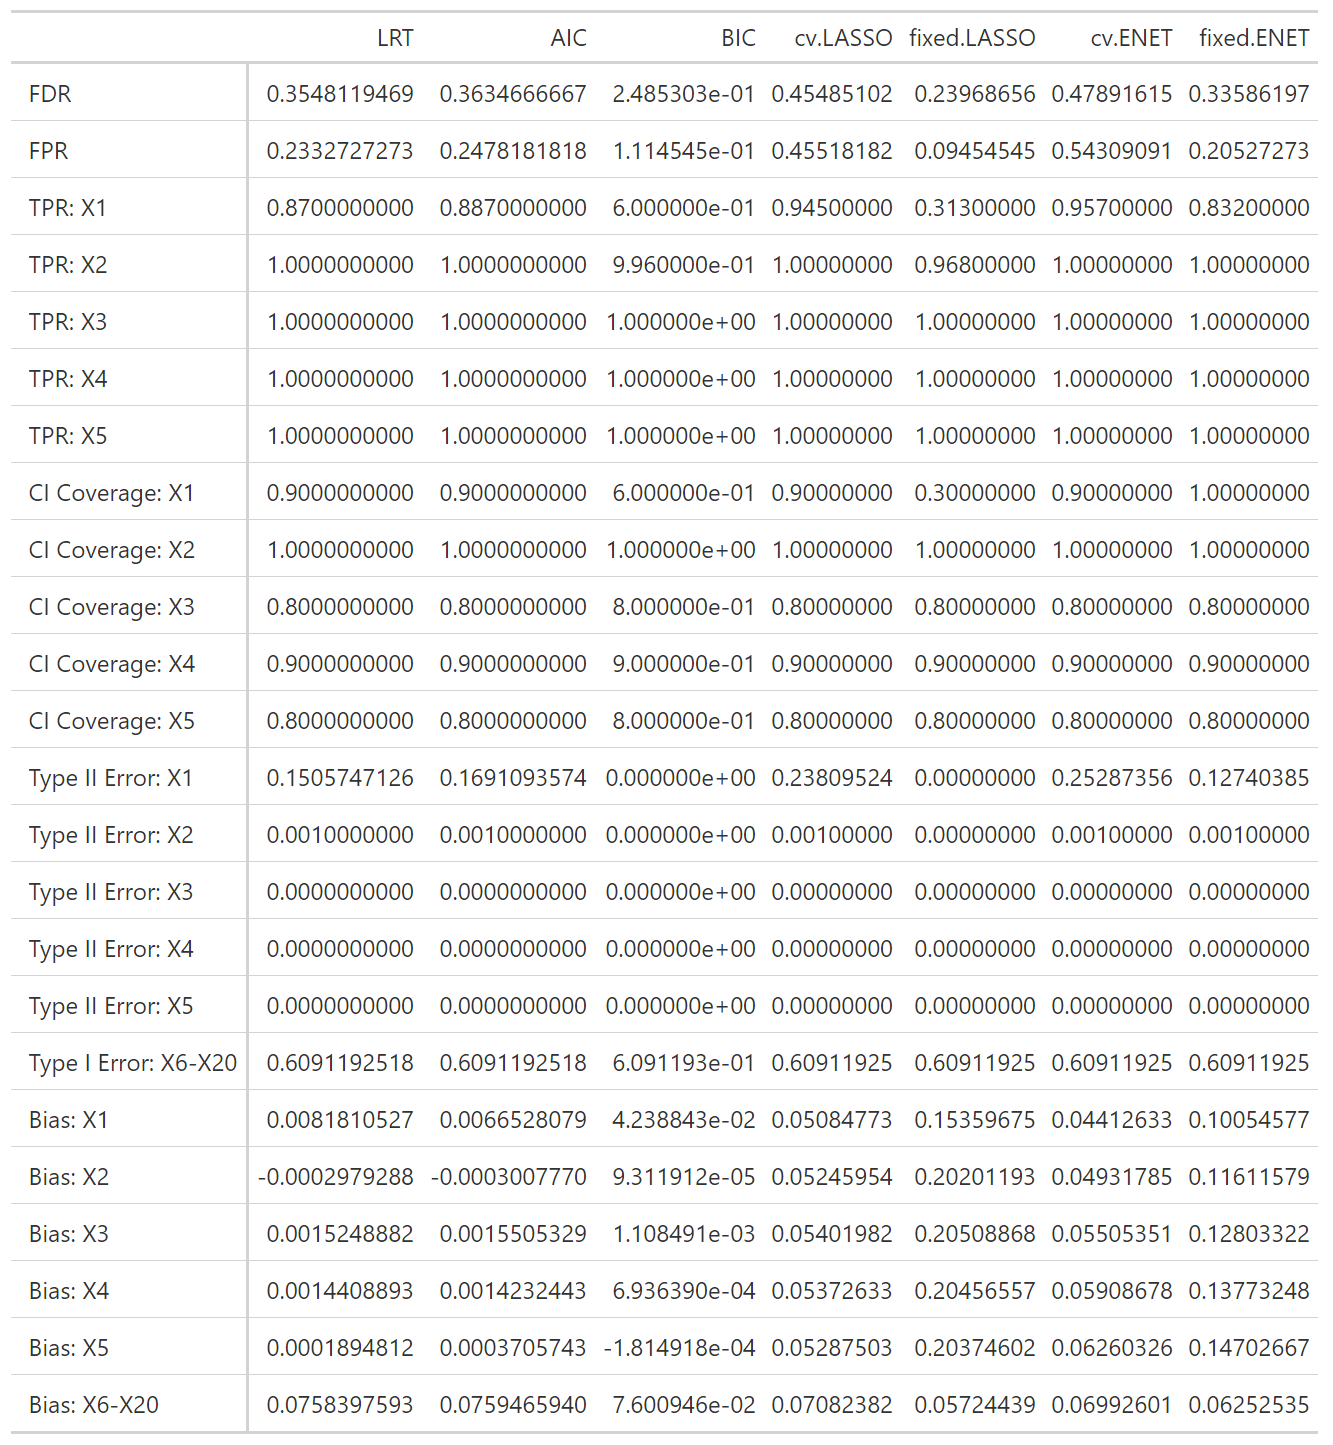 LRT AIC BIC cv.LASSO fixed.LASSO cv.ENET fixed.ENET
FDR 0.3548119469 0.3634666667 2.485303e-01 0.45485102 0.23968656 0.47891615 0.33586197
FPR 0.2332727273 0.2478181818 1.114545e-01 0.45518182 0.09454545 0.54309091 0.20527273
TPR: X1 0.8700000000 0.8870000000 6.000000e-01 0.94500000 0.31300000 0.95700000 0.83200000
TPR: X2 1.0000000000 1.0000000000 9.960000e-01 1.00000000 0.96800000 1.00000000 1.00000000
TPR: X3 1.0000000000 1.0000000000 1.000000e+00 1.00000000 1.00000000 1.00000000 1.00000000
TPR: X4 1.0000000000 1.0000000000 1.000000e+00 1.00000000 1.00000000 1.00000000 1.00000000
TPR: X5 1.0000000000 1.0000000000 1.000000e+00 1.00000000 1.00000000 1.00000000 1.00000000
CI Coverage: X1 0.9000000000 0.9000000000 6.000000e-01 0.90000000 0.30000000 0.90000000 1.00000000
CI Coverage: X2 1.0000000000 1.0000000000 1.000000e+00 1.00000000 1.00000000 1.00000000 1.00000000
CI Coverage: X3 0.8000000000 0.8000000000 8.000000e-01 0.80000000 0.80000000 0.80000000 0.80000000
CI Coverage: X4 0.9000000000 0.9000000000 9.000000e-01 0.90000000 0.90000000 0.90000000 0.90000000
CI Coverage: X5 0.8000000000 0.8000000000 8.000000e-01 0.80000000 0.80000000 0.80000000 0.80000000
Type II Error: X1 0.1505747126 0.1691093574 0.000000e+00 0.23809524 0.00000000 0.25287356 0.12740385
Type II Error: X2 0.0010000000 0.0010000000 0.000000e+00 0.00100000 0.00000000 0.00100000 0.00100000
Type II Error: X3 0.0000000000 0.0000000000 0.000000e+00 0.00000000 0.00000000 0.00000000 0.00000000
Type II Error: X4 0.0000000000 0.0000000000 0.000000e+00 0.00000000 0.00000000 0.00000000 0.00000000
Type II Error: X5 0.0000000000 0.0000000000 0.000000e+00 0.00000000 0.00000000 0.00000000 0.00000000
Type I Error: X6-X20 0.6091192518 0.6091192518 6.091193e-01 0.60911925 0.60911925 0.60911925 0.60911925
Bias: X1 0.0081810527 0.0066528079 4.238843e-02 0.05084773 0.15359675 0.04412633 0.10054577
Bias: X2 -0.0002979288 -0.0003007770 9.311912e-05 0.05245954 0.20201193 0.04931785 0.11611579
Bias: X3 0.0015248882 0.0015505329 1.108491e-03 0.05401982 0.20508868 0.05505351 0.12803322
Bias: X4 0.0014408893 0.0014232443 6.936390e-04 0.05372633 0.20456557 0.05908678 0.13773248
Bias: X5 0.0001894812 0.0003705743 -1.814918e-04 0.05287503 0.20374602 0.06260326 0.14702667
Bias: X6-X20 0.0758397593 0.0759465940 7.600946e-02 0.07082382 0.05724439 0.06992601 0.06252535